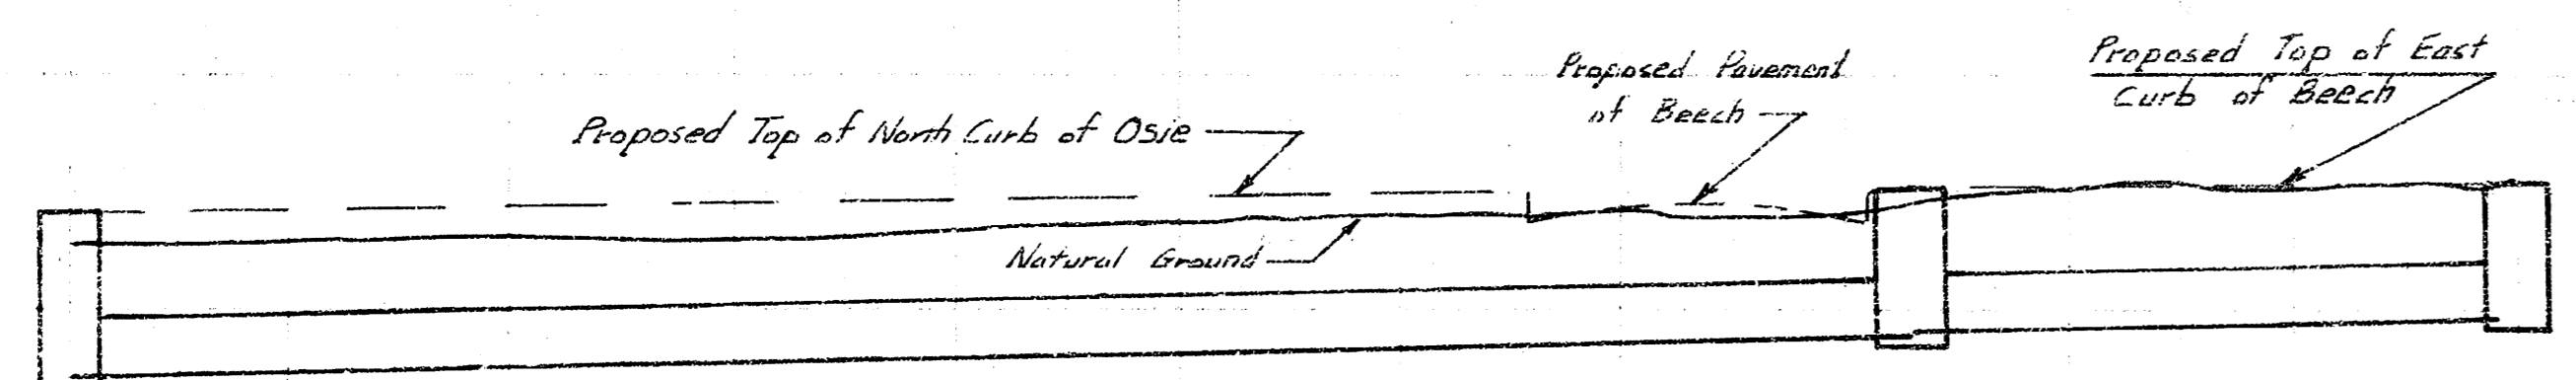 Proposed Top of East
Curb of Beech
Proposed Pavement
of Beech
Proposed Top of North Curb of Osie
Natural Ground